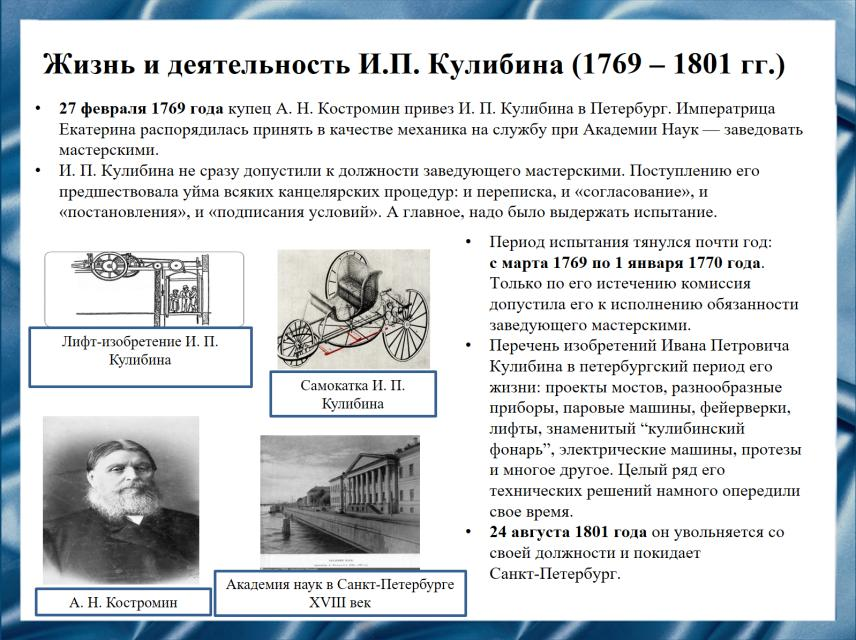 Жизнь и деятельность И.П. Кулибина (1769 – 1801 гг.)
• 27 февраля 1769 года купец А. Н. Костромин привез И. П. Кулибина в Петербург. Императрица
Екатерина распорядилась принять в качестве механика на службу при Академии Наук — заведовать
мастерскими.
• И. П. Кулибина не сразу допустили к должности заведующего мастерскими. Поступлению его
предшествовала уйма всяких канцелярских процедур: и переписка, и «согласование», и
«постановления», и «подписания условий». А главное, надо было выдержать испытание.
• Период испытания тянулся почти год:
с марта 1769 по 1 января 1770 года.
Только по его истечению комиссия
допустила его к исполнению обязанности
заведующего мастерскими.
• Перечень изобретений Ивана Петровича
Кулибина в петербургский период его
жизни: проекты мостов, разнообразные
приборы, паровые машины, фейерверки,
лифты, знаменитый “кулибинский
фонарь”, электрические машины, протезы
и многое другое. Целый ряд его
технических решений намного опередили
свое время.
• 24 августа 1801 года он увольняется со
своей должности и покидает
Санкт-Петербург.
Лифт-изобретение И. П.
Кулибина
Самокатка И. П.
Кулибина
А. Н. Костромин
Академия наук в Санкт-Петербурге
XVIII век